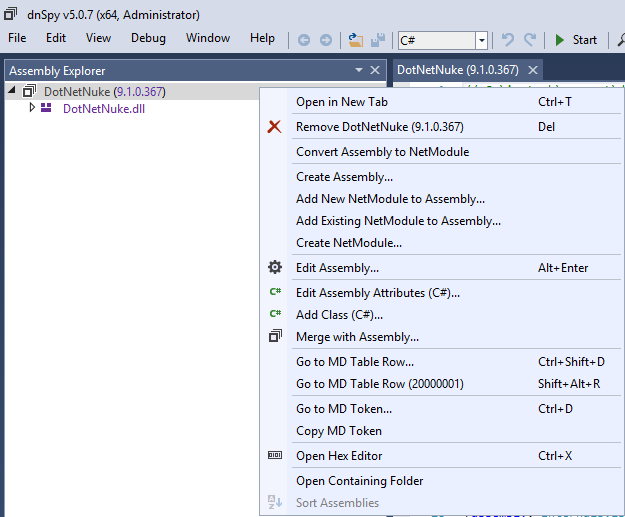 dnSpy v5.0.7 (x64, Administrator)
File Edit View Debug Window Help C# Start
Assembly Explorer
DotNetNuke (9.1.0.367)
DotNetNuke (9.1.0.367)
DotNetNuke.dll
Open in New Tab Ctrl+T
Remove DotNetNuke (9.1.0.367) Del
Convert Assembly to NetModule
Create Assembly...
Add New NetModule to Assembly...
Add Existing NetModule to Assembly...
Create NetModule...
Edit Assembly... Alt+Enter
C# Edit Assembly Attributes (C#)...
C# Add Class (C#)...
Merge with Assembly...
Go to MD Table Row... Ctrl+Shift+D
Go to MD Table Row (20000001) Shift+Alt+R
Go to MD Token... Ctrl+D
Copy MD Token
Open Hex Editor Ctrl+X
Open Containing Folder
Sort Assemblies